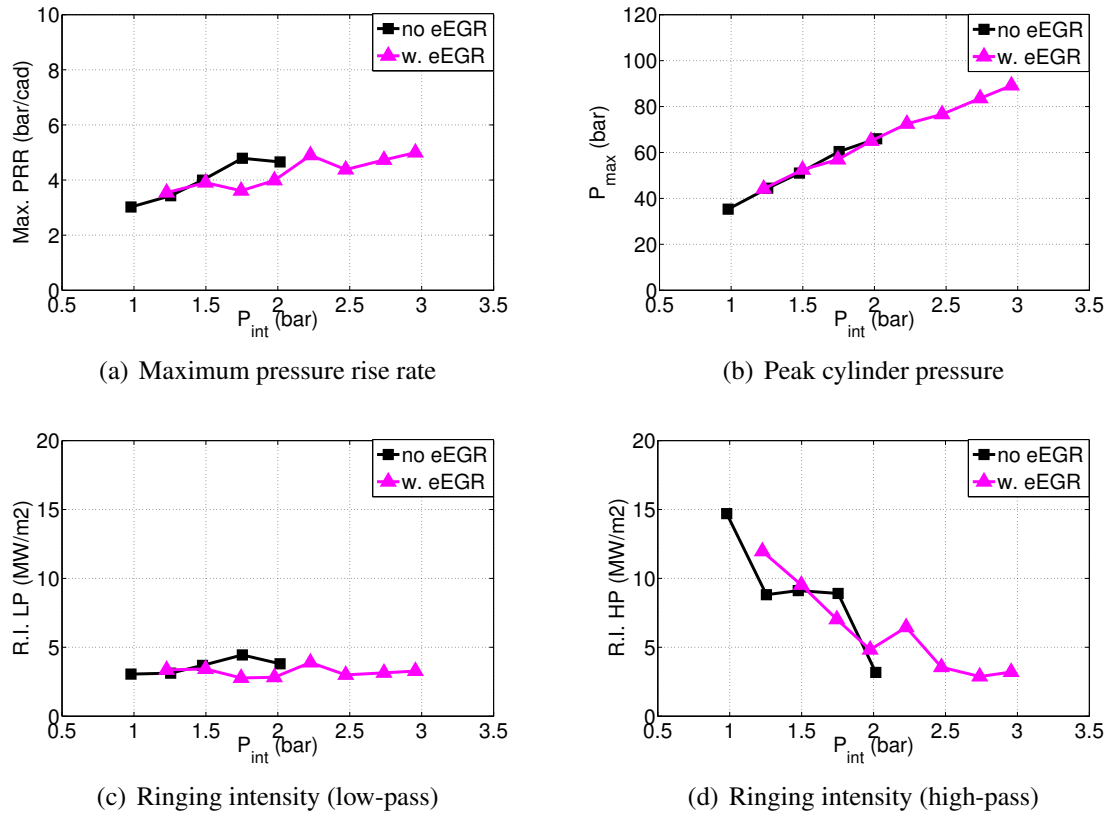 10
8
6
4
2
0
Max. PRR (bar/cad)
no eEGR
w. eEGR
0.5 1 1.5 2 2.5 3 3.5
P_int (bar)
(a) Maximum pressure rise rate
120
100
80
60
40
20
0
P_max (bar)
no eEGR
w. eEGR
0.5 1 1.5 2 2.5 3 3.5
P_int (bar)
(b) Peak cylinder pressure
20
15
10
5
0
R.I. LP (MW/m2)
no eEGR
w. eEGR
0.5 1 1.5 2 2.5 3 3.5
P_int (bar)
(c) Ringing intensity (low-pass)
20
15
10
5
0
R.I. HP (MW/m2)
no eEGR
w. eEGR
0.5 1 1.5 2 2.5 3 3.5
P_int (bar)
(d) Ringing intensity (high-pass)